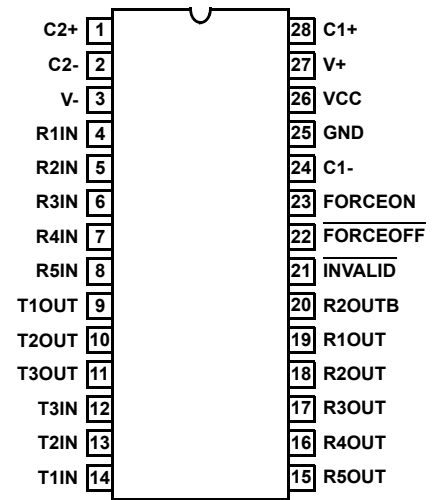 C2+ 1 28 C1+
C2- 2 27 V+
V- 3 26 VCC
R1IN 4 25 GND
R2IN 5 24 C1-
R3IN 6 23 FORCEON
R4IN 7 22 FORCEOFF
R5IN 8 21 INVALID
T1OUT 9 20 R2OUTB
T2OUT 10 19 R1OUT
T3OUT 11 18 R2OUT
T3IN 12 17 R3OUT
T2IN 13 16 R4OUT
T1IN 14 15 R5OUT